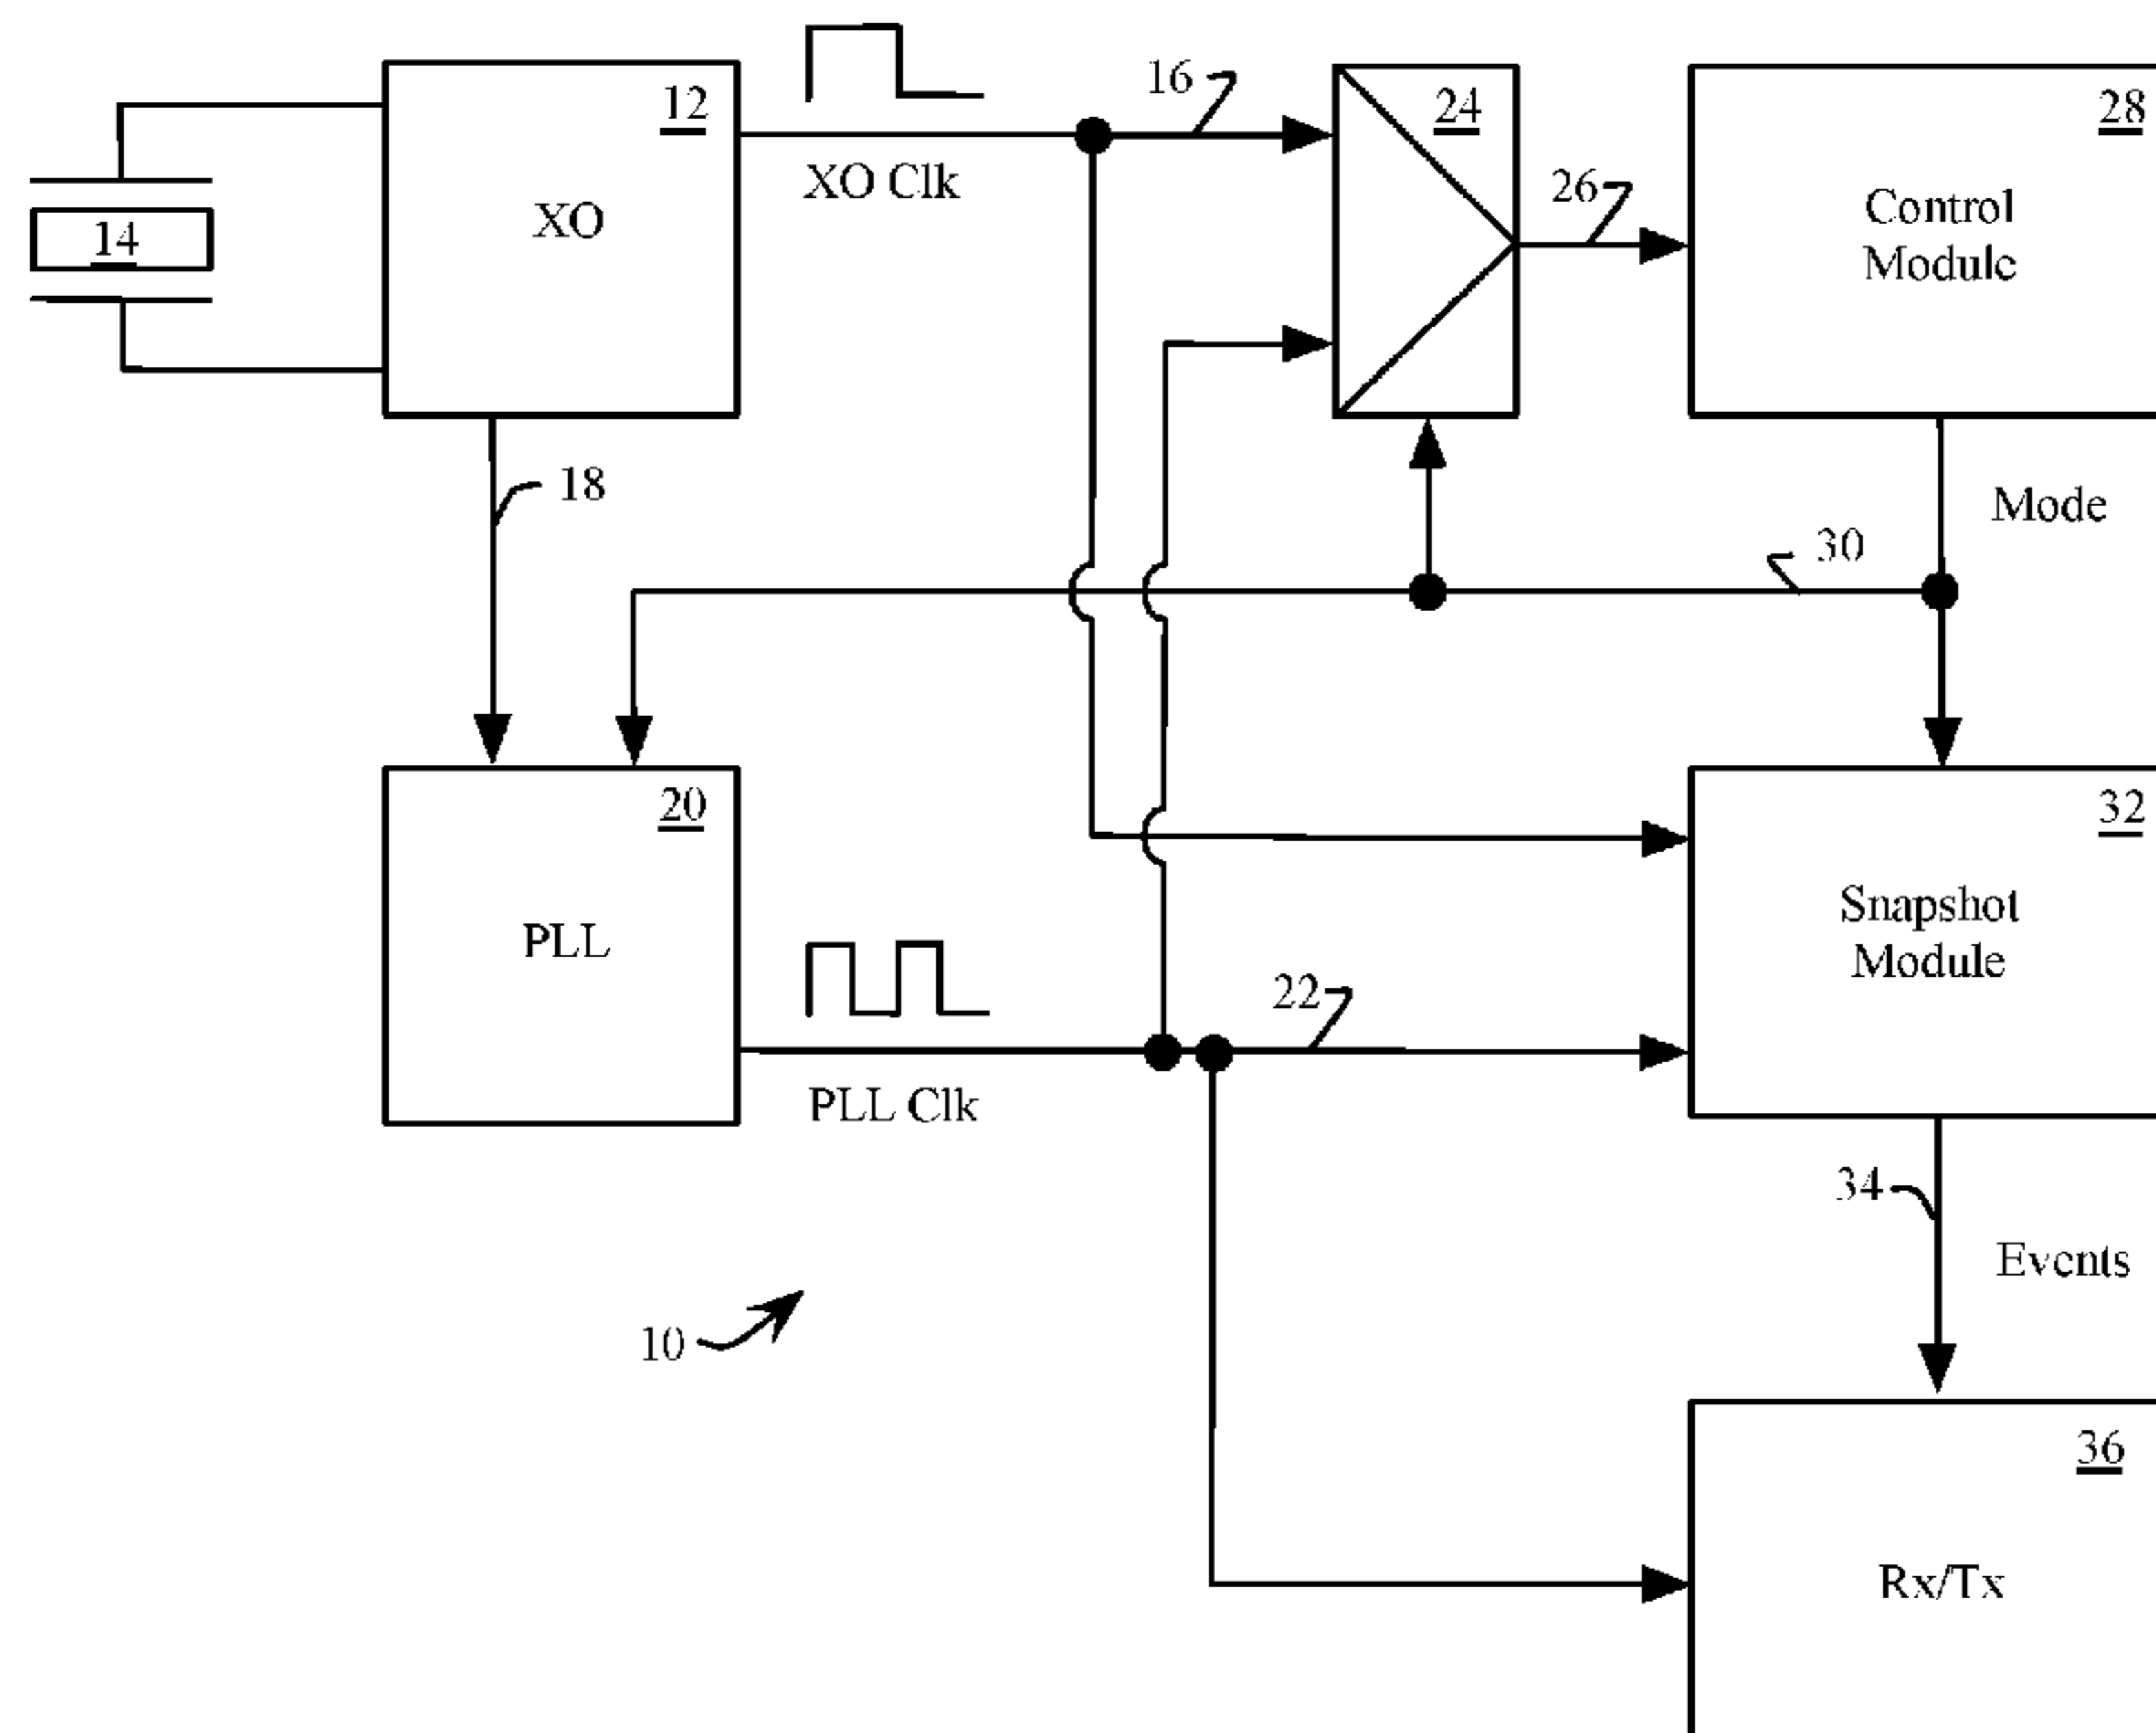 12
XO
14
XO Clk
16
24
26
28
Control
Module
18
Mode
30
20
PLL
PLL Clk
22
32
Snapshot
Module
34
Events
10
36
Rx/Tx